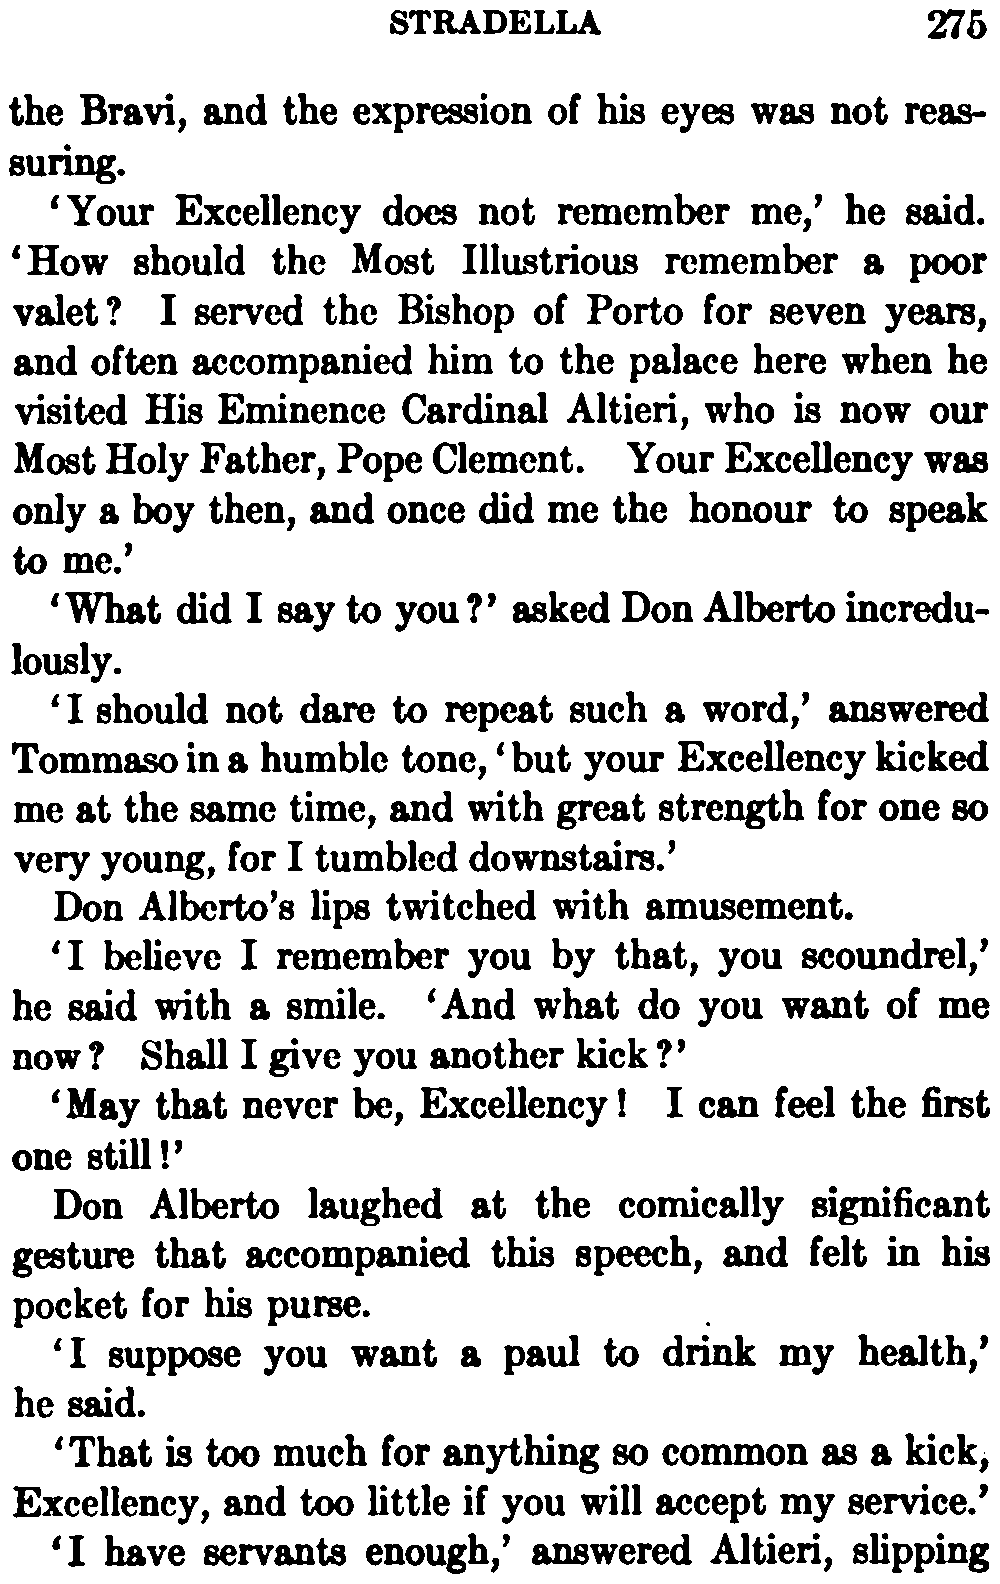 STRADELLA 275
the Bravi, and the expression of his eyes was not reas-
suring.
'Your Excellency does not remember me,' he said.
'How should the Most Illustrious remember a poor
valet? I served the Bishop of Porto for seven years,
and often accompanied him to the palace here when he
visited His Eminence Cardinal Altieri, who is now our
Most Holy Father, Pope Clement. Your Excellency was
only a boy then, and once did me the honour to speak
to me.'
'What did I say to you?' asked Don Alberto incredu-
lously.
'I should not dare to repeat such a word,' answered
Tommaso in a humble tone, 'but your Excellency kicked
me at the same time, and with great strength for one so
very young, for I tumbled downstairs.'
Don Alberto's lips twitched with amusement.
'I believe I remember you by that, you scoundrel,'
he said with a smile. 'And what do you want of me
now? Shall I give you another kick?'
'May that never be, Excellency! I can feel the first
one still!'
Don Alberto laughed at the comically significant
gesture that accompanied this speech, and felt in his
pocket for his purse.
'I suppose you want a paul to drink my health,'
he said.
'That is too much for anything so common as a kick,
Excellency, and too little if you will accept my service.'
'I have servants enough,' answered Altieri, slipping